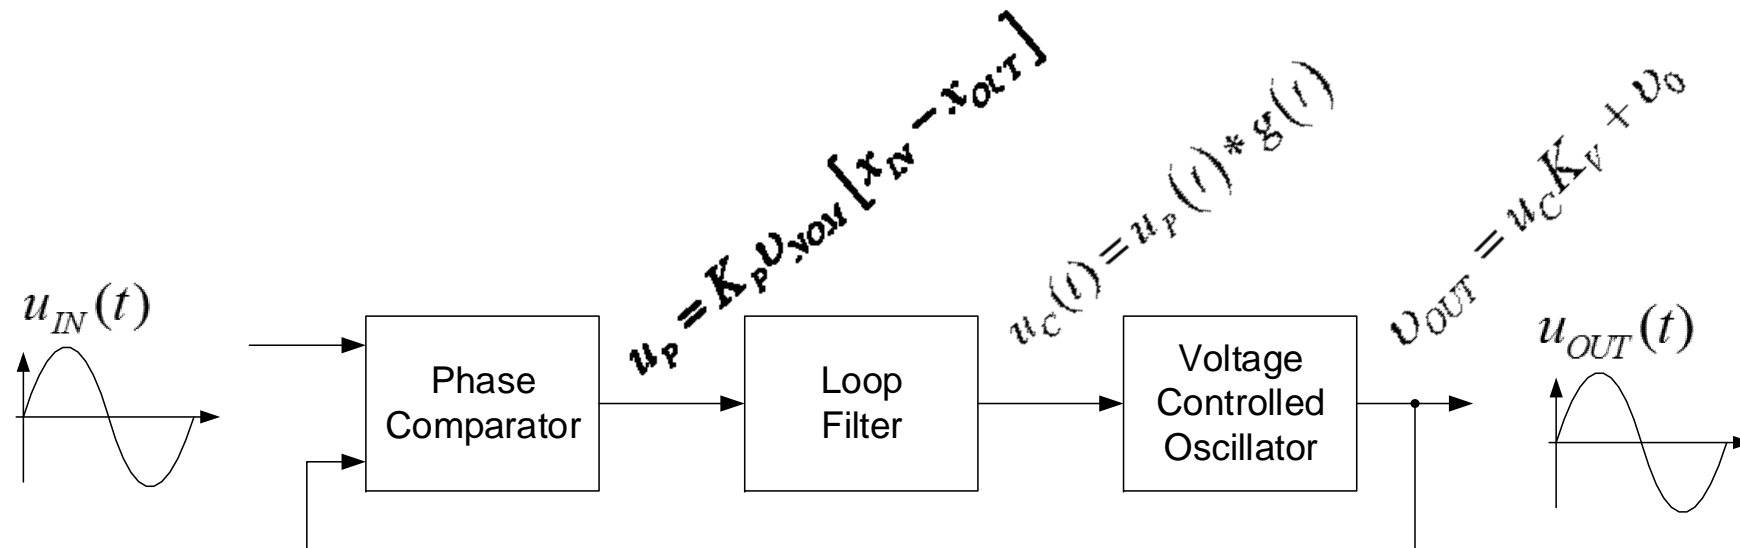 u_IN(t)
Phase
Comparator
u_P = K_P υ_NOM [x_IN − x_OUT]
Loop
Filter
u_C(t) = u_P(t) * g(t)
Voltage
Controlled
Oscillator
υ_OUT = u_C K_V + υ_0
u_OUT(t)